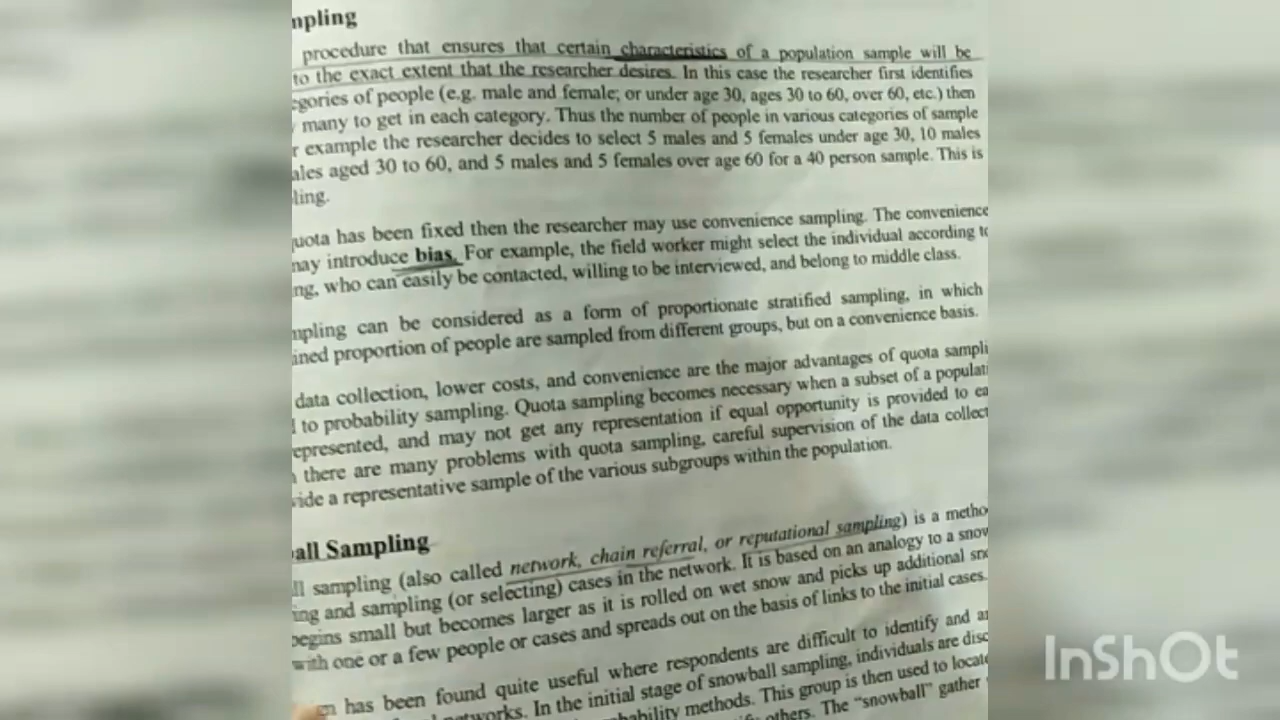 mpling
procedure that ensures that certain characteristics of a population sample will be
to the exact extent that the researcher desires. In this case the researcher first identifies
egories of people (e.g. male and female; or under age 30, ages 30 to 60, over 60, etc.) then
many to get in each category. Thus the number of people in various categories of sample
r example the researcher decides to select 5 males and 5 females under age 30, 10 males
ales aged 30 to 60, and 5 males and 5 females over age 60 for a 40 person sample. This is
ling.
uota has been fixed then the researcher may use convenience sampling. The convenience
may introduce bias. For example, the field worker might select the individual according to
ng, who can easily be contacted, willing to be interviewed, and belong to middle class.
mpling can be considered as a form of proportionate stratified sampling, in which
ined proportion of people are sampled from different groups, but on a convenience basis.
data collection, lower costs, and convenience are the major advantages of quota sampli
to probability sampling. Quota sampling becomes necessary when a subset of a populat
epresented, and may not get any representation if equal opportunity is provided to ea
there are many problems with quota sampling, careful supervision of the data collect
vide a representative sample of the various subgroups within the population.
all Sampling
ll sampling (also called network, chain referral, or reputational sampling) is a metho
ing and sampling (or selecting) cases in the network. It is based on an analogy to a snow
begins small but becomes larger as it is rolled on wet snow and picks up additional sno
with one or a few people or cases and spreads out on the basis of links to the initial cases.
en has been found quite useful where respondents are difficult to identify and a
networks. In the initial stage of snowball sampling, individuals are disc
bability methods. This group is then used to locate
others. The “snowball” gather
InShOt